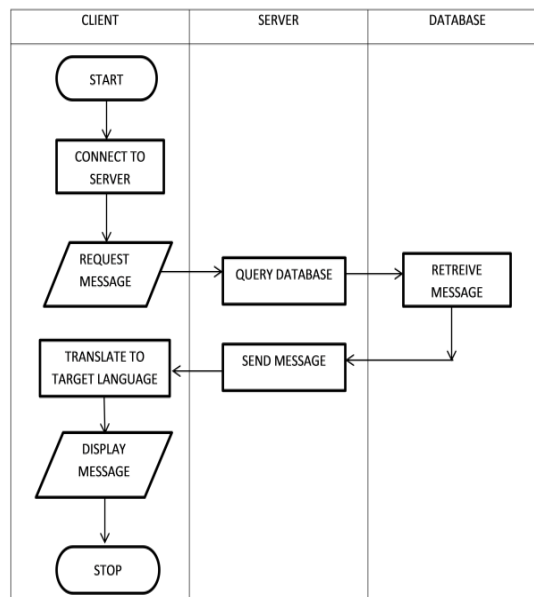 CLIENT
SERVER
DATABASE
START
CONNECT TO
SERVER
REQUEST
MESSAGE
QUERY DATABASE
RETREIVE
MESSAGE
SEND MESSAGE
TRANSLATE TO
TARGET LANGUAGE
DISPLAY
MESSAGE
STOP